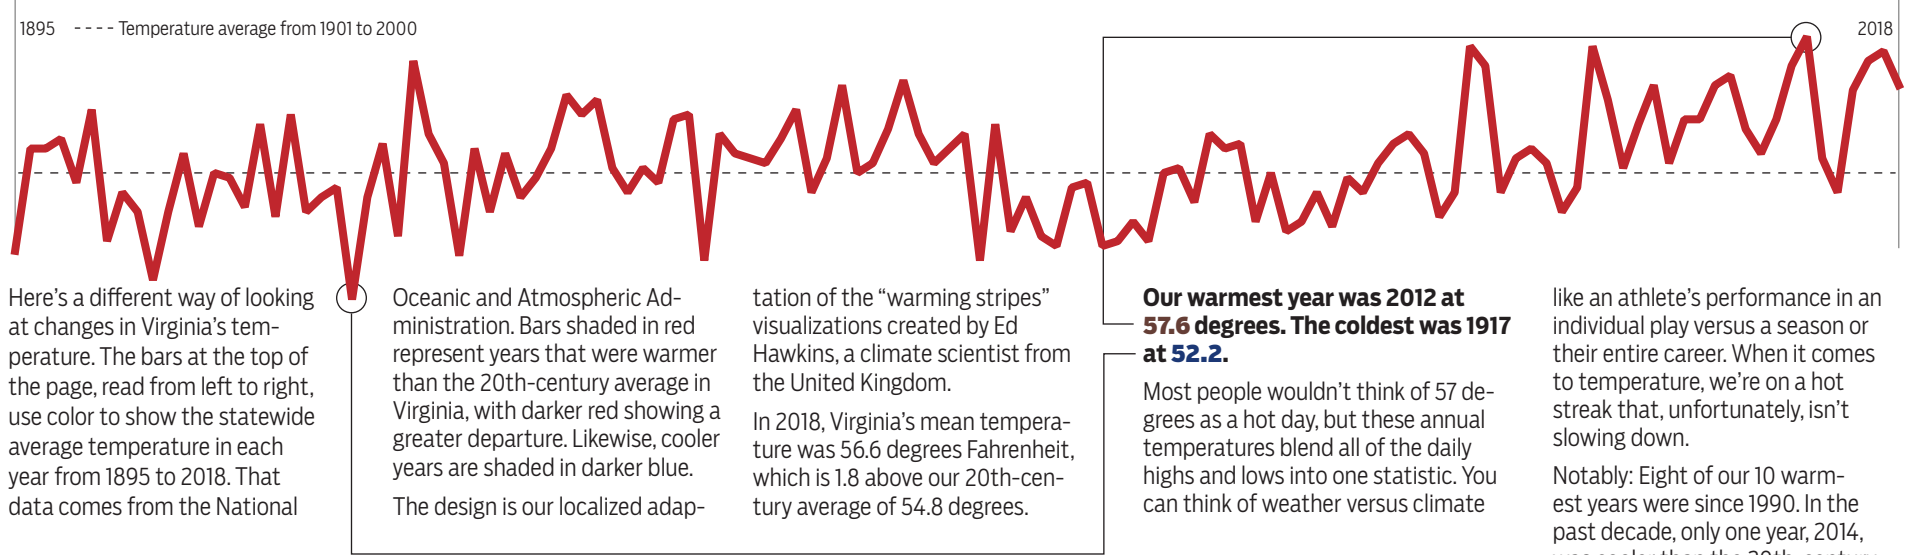 1895 ---- Temperature average from 1901 to 2000
2018
Here's a different way of looking
at changes in Virginia's tem-
perature. The bars at the top of
the page, read from left to right,
use color to show the statewide
average temperature in each
year from 1895 to 2018. That
data comes from the National
Oceanic and Atmospheric Ad-
ministration. Bars shaded in red
represent years that were warmer
than the 20th-century average in
Virginia, with darker red showing a
greater departure. Likewise, cooler
years are shaded in darker blue.
The design is our localized adap-
tation of the “warming stripes”
visualizations created by Ed
Hawkins, a climate scientist from
the United Kingdom.
In 2018, Virginia's mean tempera-
ture was 56.6 degrees Fahrenheit,
which is 1.8 above our 20th-cen-
tury average of 54.8 degrees.
Our warmest year was 2012 at
57.6 degrees. The coldest was 1917
at 52.2.
Most people wouldn't think of 57 de-
grees as a hot day, but these annual
temperatures blend all of the daily
highs and lows into one statistic. You
can think of weather versus climate
like an athlete's performance in an
individual play versus a season or
their entire career. When it comes
to temperature, we're on a hot
streak that, unfortunately, isn't
slowing down.
Notably: Eight of our 10 warm-
est years were since 1990. In the
past decade, only one year, 2014,
was cooler than the 20th-century